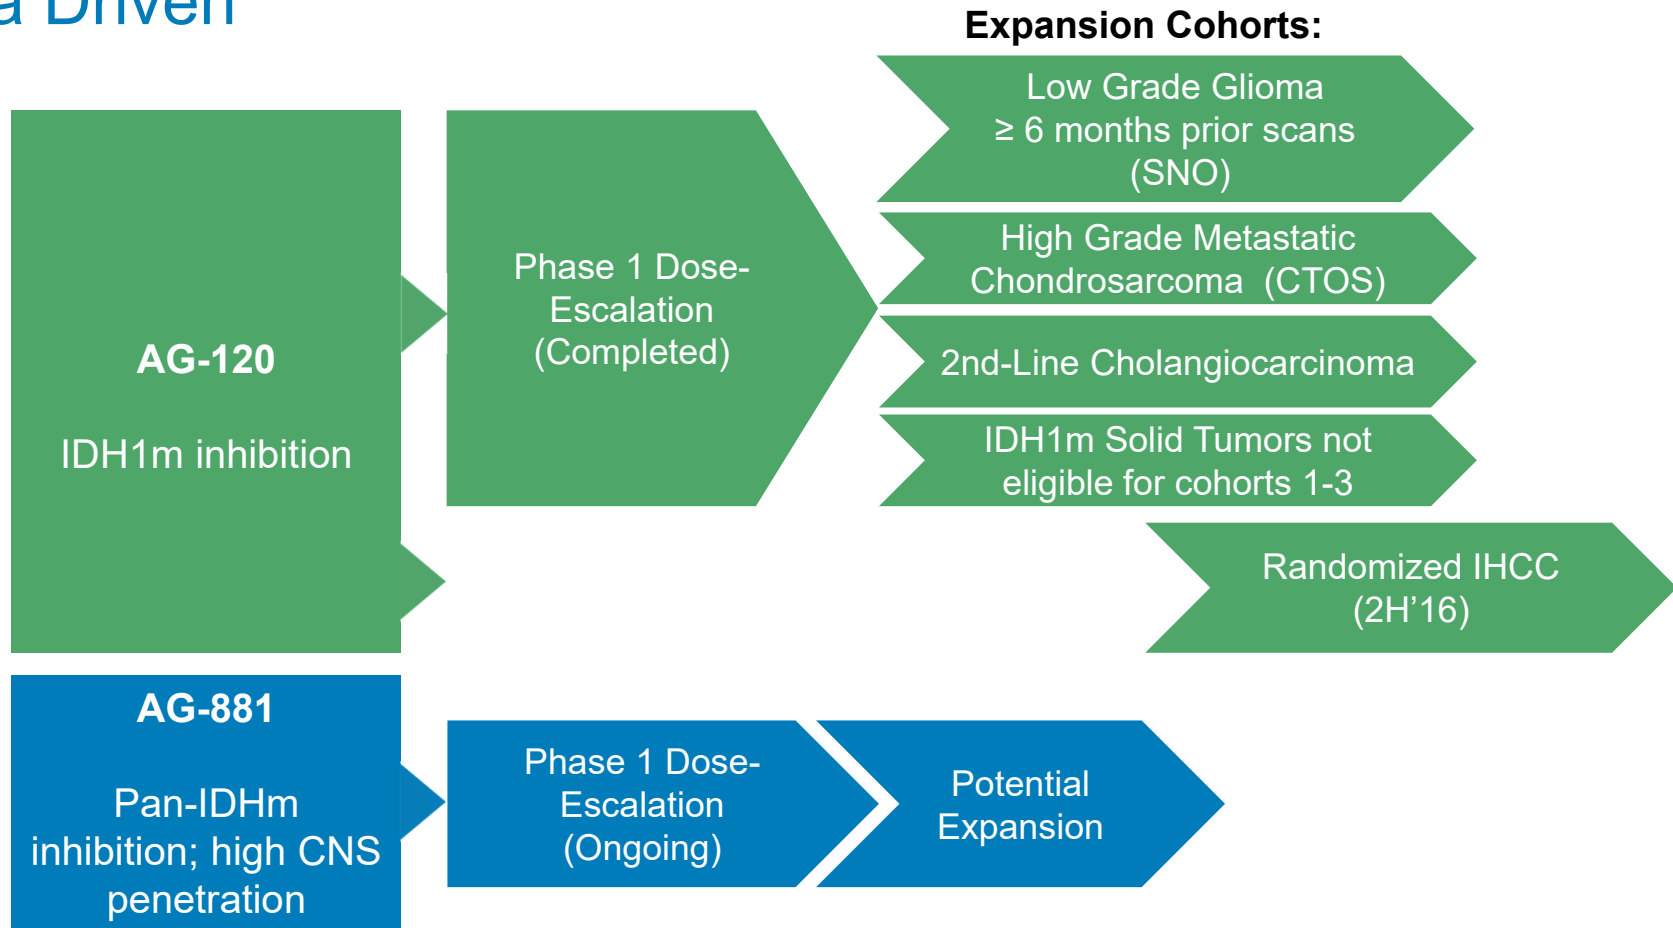 a Driven
Expansion Cohorts:
AG-120
IDH1m inhibition
Phase 1 Dose-
Escalation
(Completed)
Low Grade Glioma
≥ 6 months prior scans
(SNO)
High Grade Metastatic
Chondrosarcoma (CTOS)
2nd-Line Cholangiocarcinoma
IDH1m Solid Tumors not
eligible for cohorts 1-3
Randomized IHCC
(2H’16)
AG-881
Pan-IDHm
inhibition; high CNS
penetration
Phase 1 Dose-
Escalation
(Ongoing)
Potential
Expansion